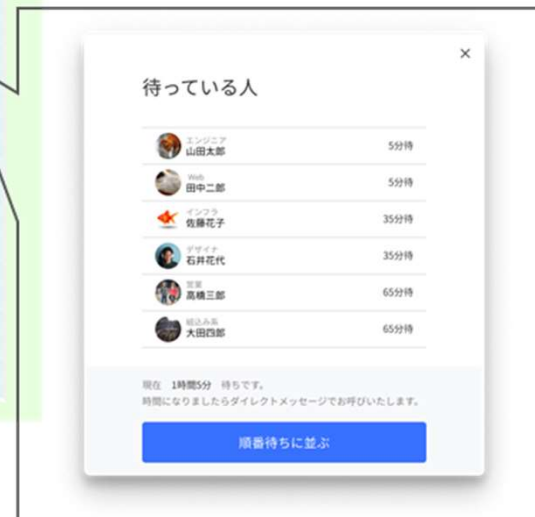 ×
待っている人
エンジニア
山田太郎
5分待
Web
田中二郎
5分待
インフラ
佐藤花子
35分待
デザイナ
石井花代
35分待
営業
高橋三郎
65分待
組込み系
大田四郎
65分待
現在 1時間5分 待ちです。
時間になりましたらダイレクトメッセージでお呼びいたします。
順番待ちに並ぶ